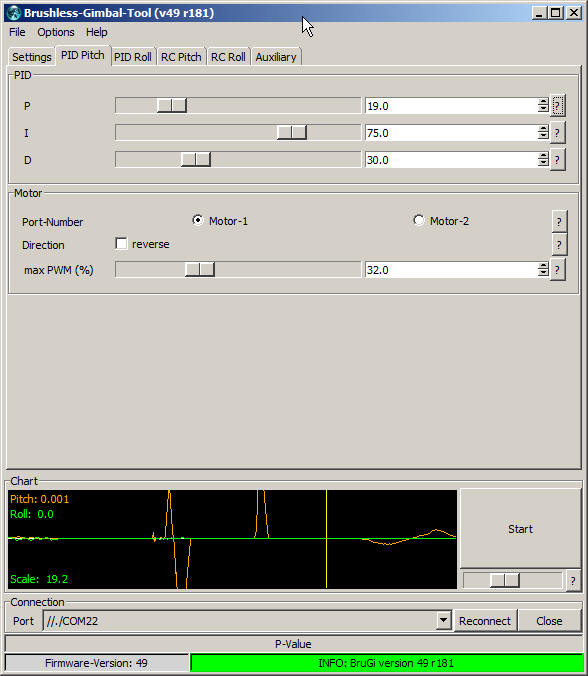 Brushless-Gimbal-Tool (v49 r181)
File Options Help
Settings PID Pitch PID Roll RC Pitch RC Roll Auxiliary
PID
P 19.0 ?
I 75.0 ?
D 30.0 ?
Motor
Port-Number Motor-1 Motor-2 ?
Direction reverse ?
max PWM (%) 32.0 ?
Chart
Pitch: 0.001
Roll: 0.0
Start
Scale: 19.2
?
Connection
Port //./COM22 Reconnect Close
P-Value
Firmware-Version: 49 INFO: BruGi version 49 r181